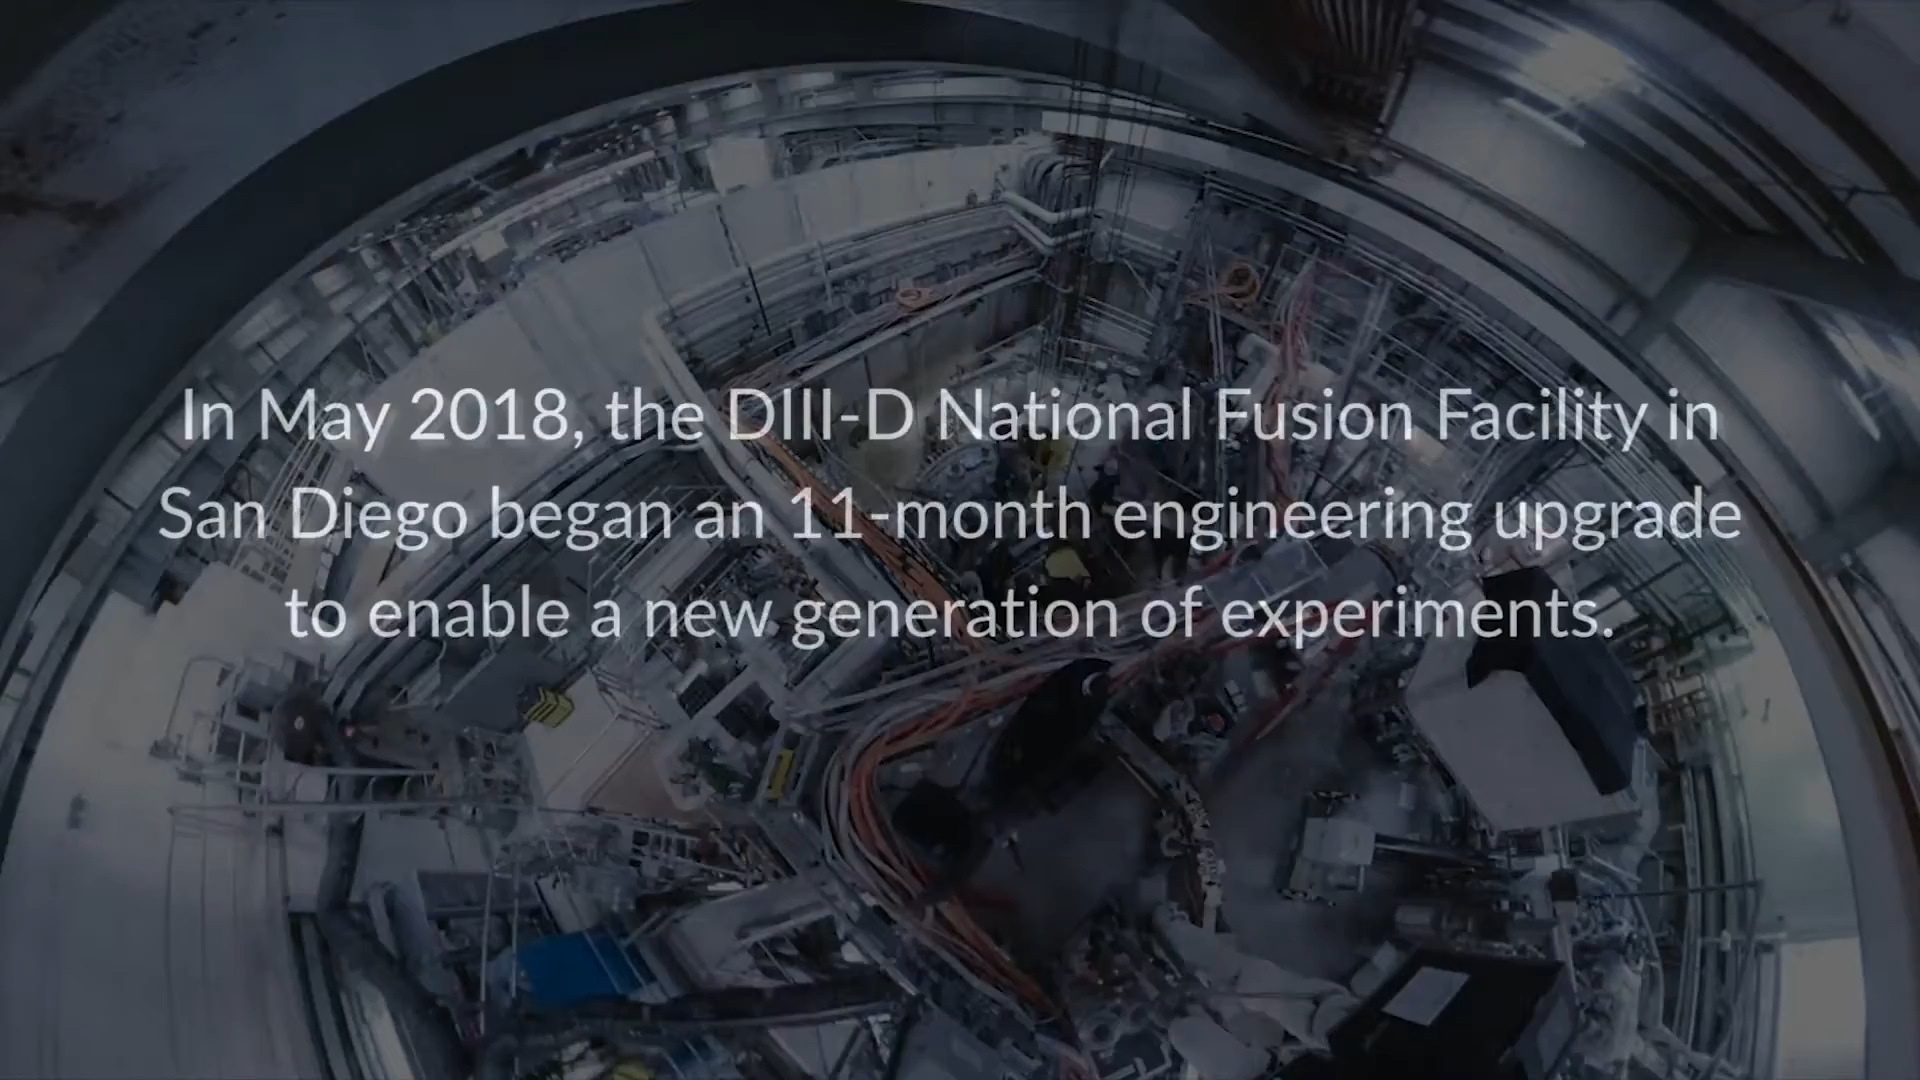 In May 2018, the DIII-D National Fusion Facility in
San Diego began an 11-month engineering upgrade
to enable a new generation of experiments.